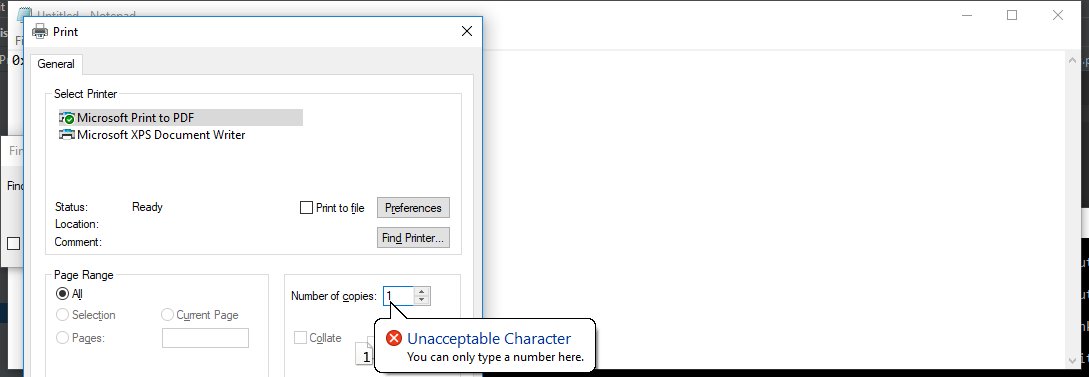 Untitled - Notepad
Print
General
Select Printer
Microsoft Print to PDF
Microsoft XPS Document Writer
Status: Ready
Print to file
Preferences
Location:
Comment:
Find Printer...
Page Range
All
Number of copies: 1
Selection
Current Page
Pages:
Collate
1
Unacceptable Character
You can only type a number here.